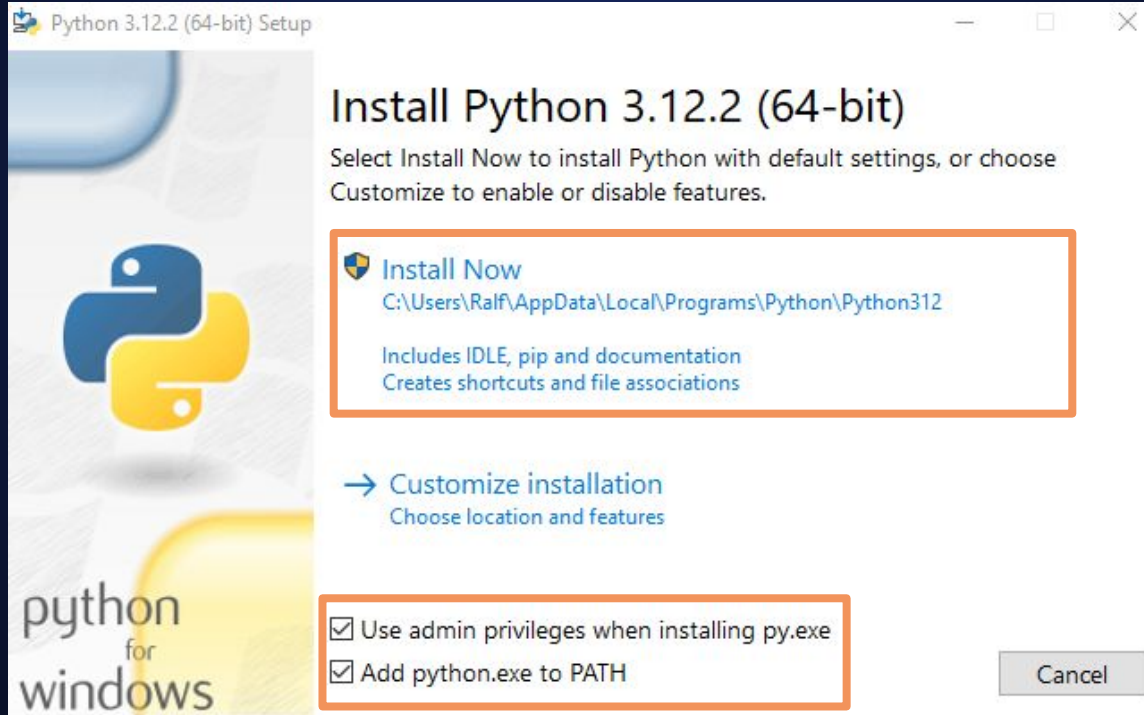 Python 3.12.2 (64-bit) Setup
Install Python 3.12.2 (64-bit)
Select Install Now to install Python with default settings, or choose
Customize to enable or disable features.
Install Now
C:\Users\Ralf\AppData\Local\Programs\Python\Python312
Includes IDLE, pip and documentation
Creates shortcuts and file associations
Customize installation
Choose location and features
python
for
windows
Use admin privileges when installing py.exe
Add python.exe to PATH
Cancel